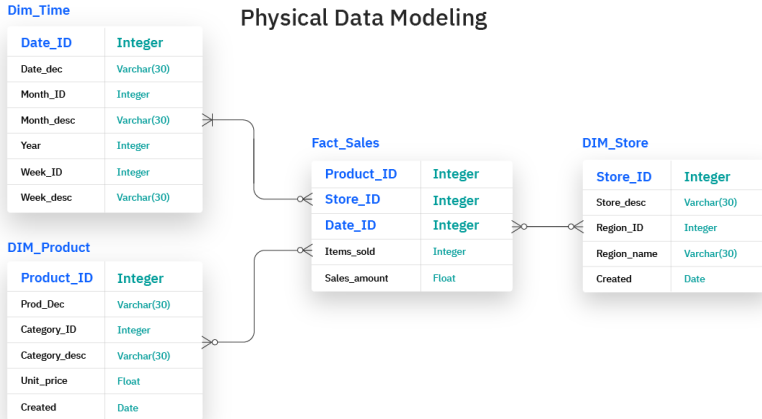 Physical Data Modeling
Dim_Time
Date_ID Integer
Date_dec Varchar(30)
Month_ID Integer
Month_desc Varchar(30)
Year Integer
Week_ID Integer
Week_desc Varchar(30)
DIM_Product
Product_ID Integer
Prod_Dec Varchar(30)
Category_ID Integer
Category_desc Varchar(30)
Unit_price Float
Created Date
Fact_Sales
Product_ID Integer
Store_ID Integer
Date_ID Integer
Items_sold Integer
Sales_amount Float
DIM_Store
Store_ID Integer
Store_desc Varchar(30)
Region_ID Integer
Region_name Varchar(30)
Created Date